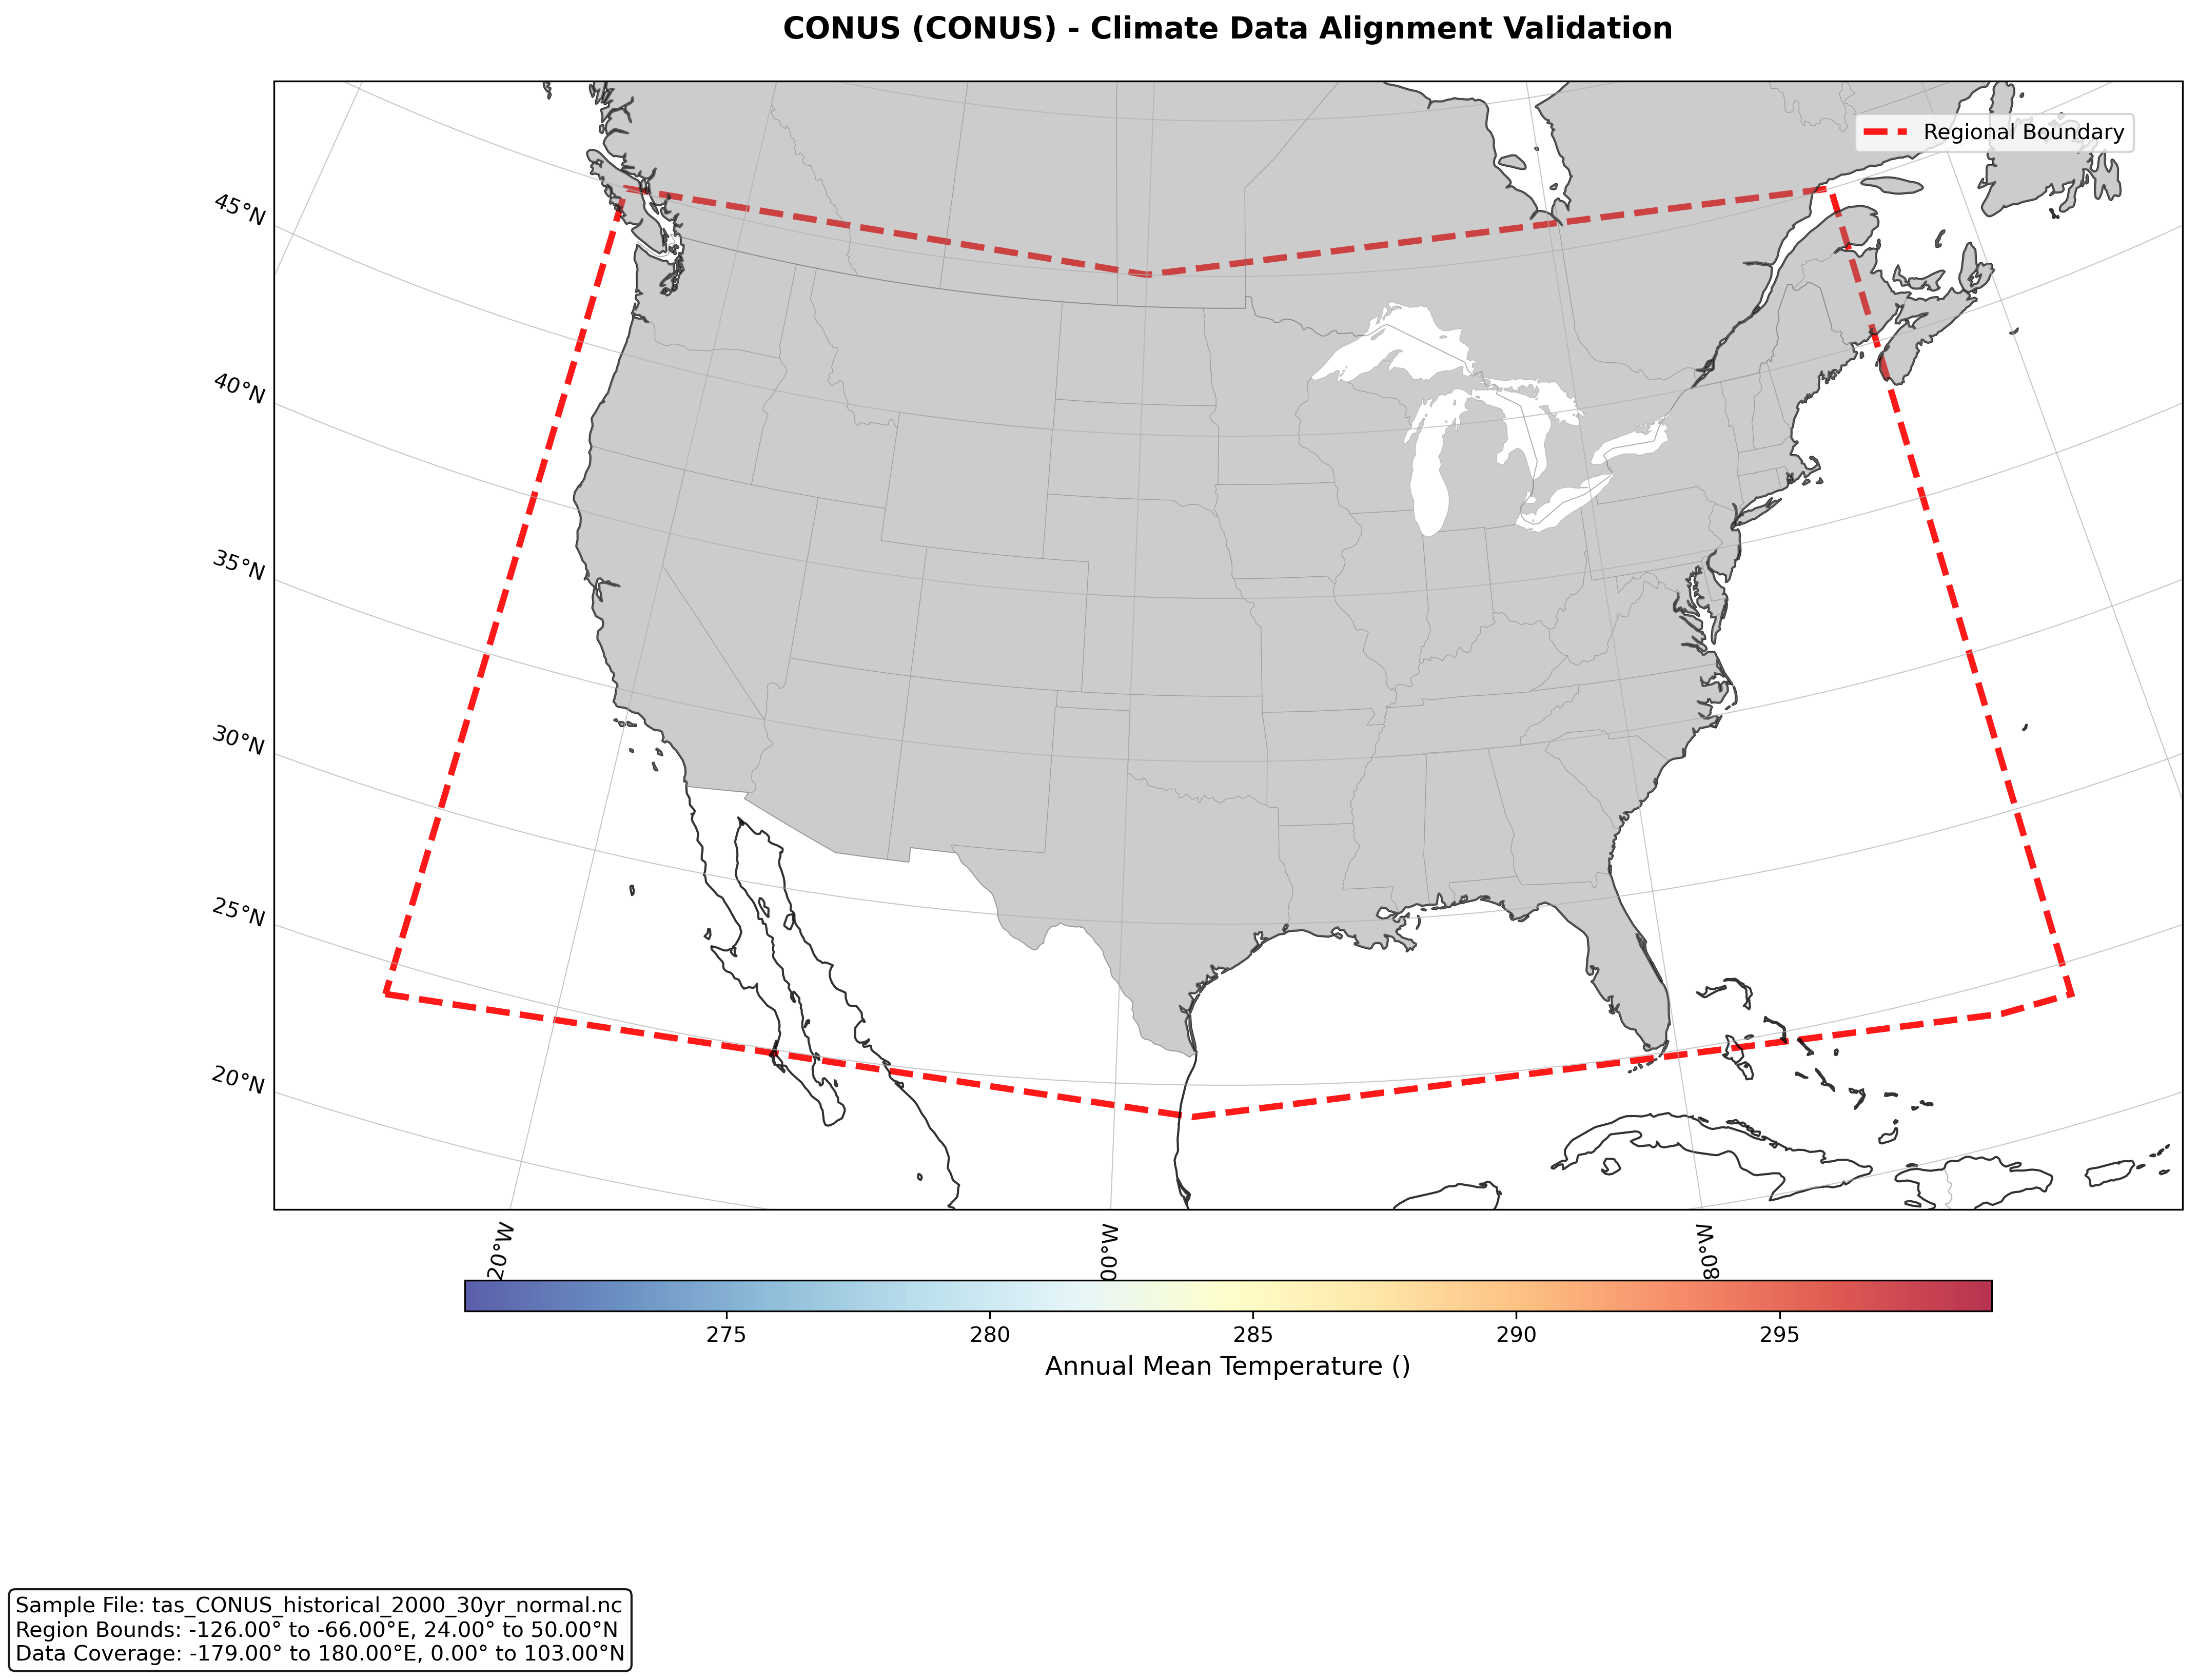 CONUS (CONUS) - Climate Data Alignment Validation
Regional Boundary
45°N
40°N
35°N
30°N
25°N
20°N
20°W
00°W
80°W
275 280 285 290 295
Annual Mean Temperature ()
Sample File: tas_CONUS_historical_2000_30yr_normal.nc
Region Bounds: -126.00° to -66.00°E, 24.00° to 50.00°N
Data Coverage: -179.00° to 180.00°E, 0.00° to 103.00°N